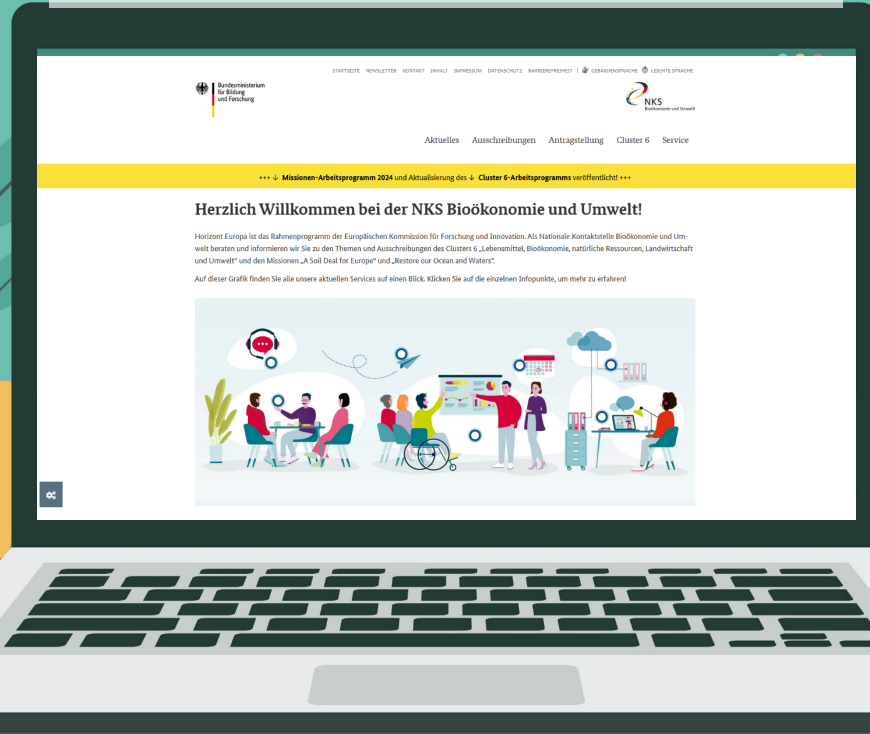 STARTSEITE NEWSLETTER KONTAKT INHALT IMPRESSUM DATENSCHUTZ BARRIEREFREIHEIT | GEBÄRDENSPRACHE LEICHTE SPRACHE
Bundesministerium
für Bildung
und Forschung
NKS
Bioökonomie und Umwelt
Aktuelles Ausschreibungen Antragstellung Cluster 6 Service
+++ ↓ Missionen-Arbeitsprogramm 2024 und Aktualisierung des ↓ Cluster 6-Arbeitsprogramms veröffentlicht! +++
Herzlich Willkommen bei der NKS Bioökonomie und Umwelt!
Horizont Europa ist das Rahmenprogramm der Europäischen Kommission für Forschung und Innovation. Als Nationale Kontaktstelle Bioökonomie und Um-
welt beraten und informieren wir Sie zu den Themen und Ausschreibungen des Clusters 6 „Lebensmittel, Bioökonomie, natürliche Ressourcen, Landwirtschaft
und Umwelt“ und den Missionen „A Soil Deal for Europe“ und „Restore our Ocean and Waters“.
Auf dieser Grafik finden Sie alle unsere aktuellen Services auf einen Blick. Klicken Sie auf die einzelnen Infopunkte, um mehr zu erfahren!